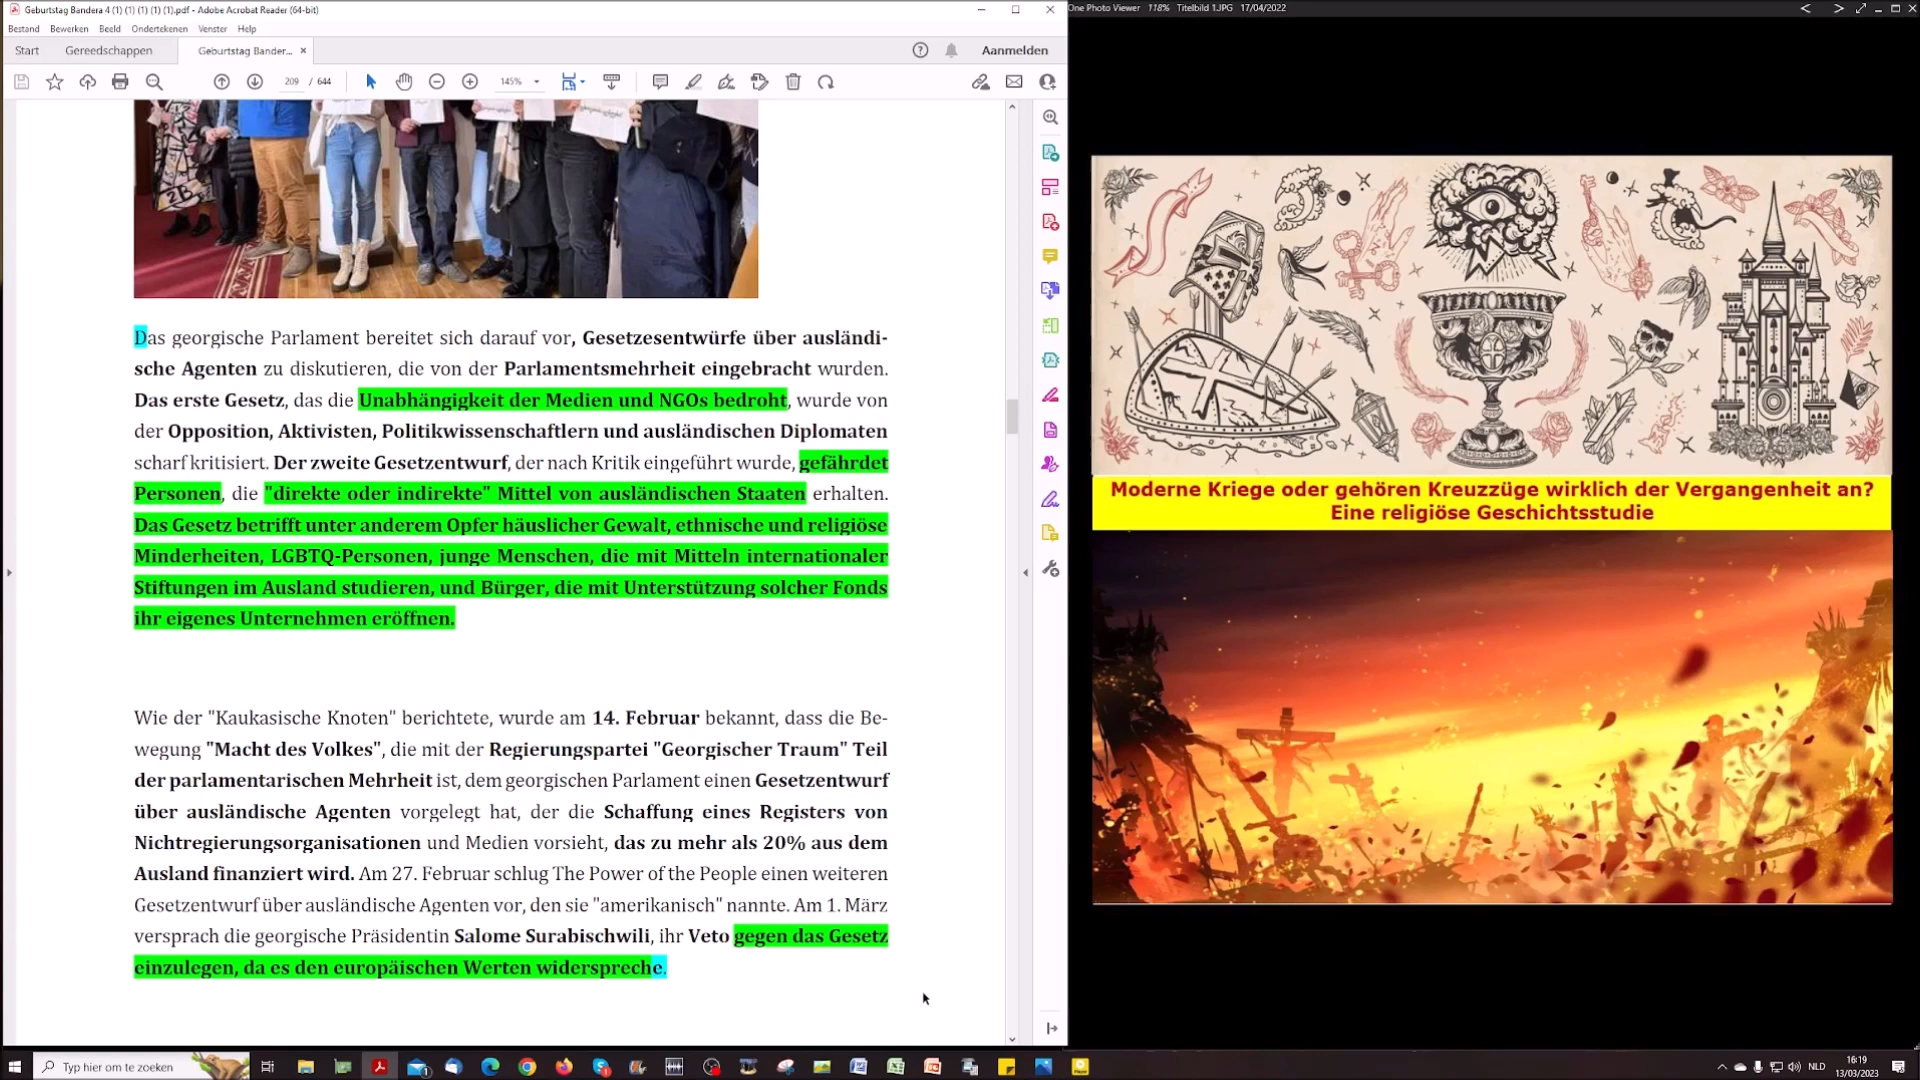 Geburtstag Bandera 4 (1) (1) (1) (1) (1).pdf - Adobe Acrobat Reader (64-bit)
Bestand Bewerken Beeld Ondertekenen Venster Help
Start Gereedschappen Geburtstag Bander... × Aanmelden
209 / 644 145%
Das georgische Parlament bereitet sich darauf vor, Gesetzesentwürfe über ausländi-
sche Agenten zu diskutieren, die von der Parlamentsmehrheit eingebracht wurden.
Das erste Gesetz, das die Unabhängigkeit der Medien und NGOs bedroht, wurde von
der Opposition, Aktivisten, Politikwissenschaftlern und ausländischen Diplomaten
scharf kritisiert. Der zweite Gesetzentwurf, der nach Kritik eingeführt wurde, gefährdet
Personen, die "direkte oder indirekte" Mittel von ausländischen Staaten erhalten.
Das Gesetz betrifft unter anderem Opfer häuslicher Gewalt, ethnische und religiöse
Minderheiten, LGBTQ-Personen, junge Menschen, die mit Mitteln internationaler
Stiftungen im Ausland studieren, und Bürger, die mit Unterstützung solcher Fonds
ihr eigenes Unternehmen eröffnen.
Wie der "Kaukasische Knoten" berichtete, wurde am 14. Februar bekannt, dass die Be-
wegung "Macht des Volkes", die mit der Regierungspartei "Georgischer Traum" Teil
der parlamentarischen Mehrheit ist, dem georgischen Parlament einen Gesetzentwurf
über ausländische Agenten vorgelegt hat, der die Schaffung eines Registers von
Nichtregierungsorganisationen und Medien vorsieht, das zu mehr als 20% aus dem
Ausland finanziert wird. Am 27. Februar schlug The Power of the People einen weiteren
Gesetzentwurf über ausländische Agenten vor, den sie "amerikanisch" nannte. Am 1. März
versprach die georgische Präsidentin Salome Surabischwili, ihr Veto gegen das Gesetz
einzulegen, da es den europäischen Werten widerspreche.
One Photo Viewer 118% Titelbild 1.JPG 17/04/2022
Moderne Kriege oder gehören Kreuzzüge wirklich der Vergangenheit an?
Eine religiöse Geschichtsstudie
Typ hier om te zoeken
NLD
16:19
13/03/2023